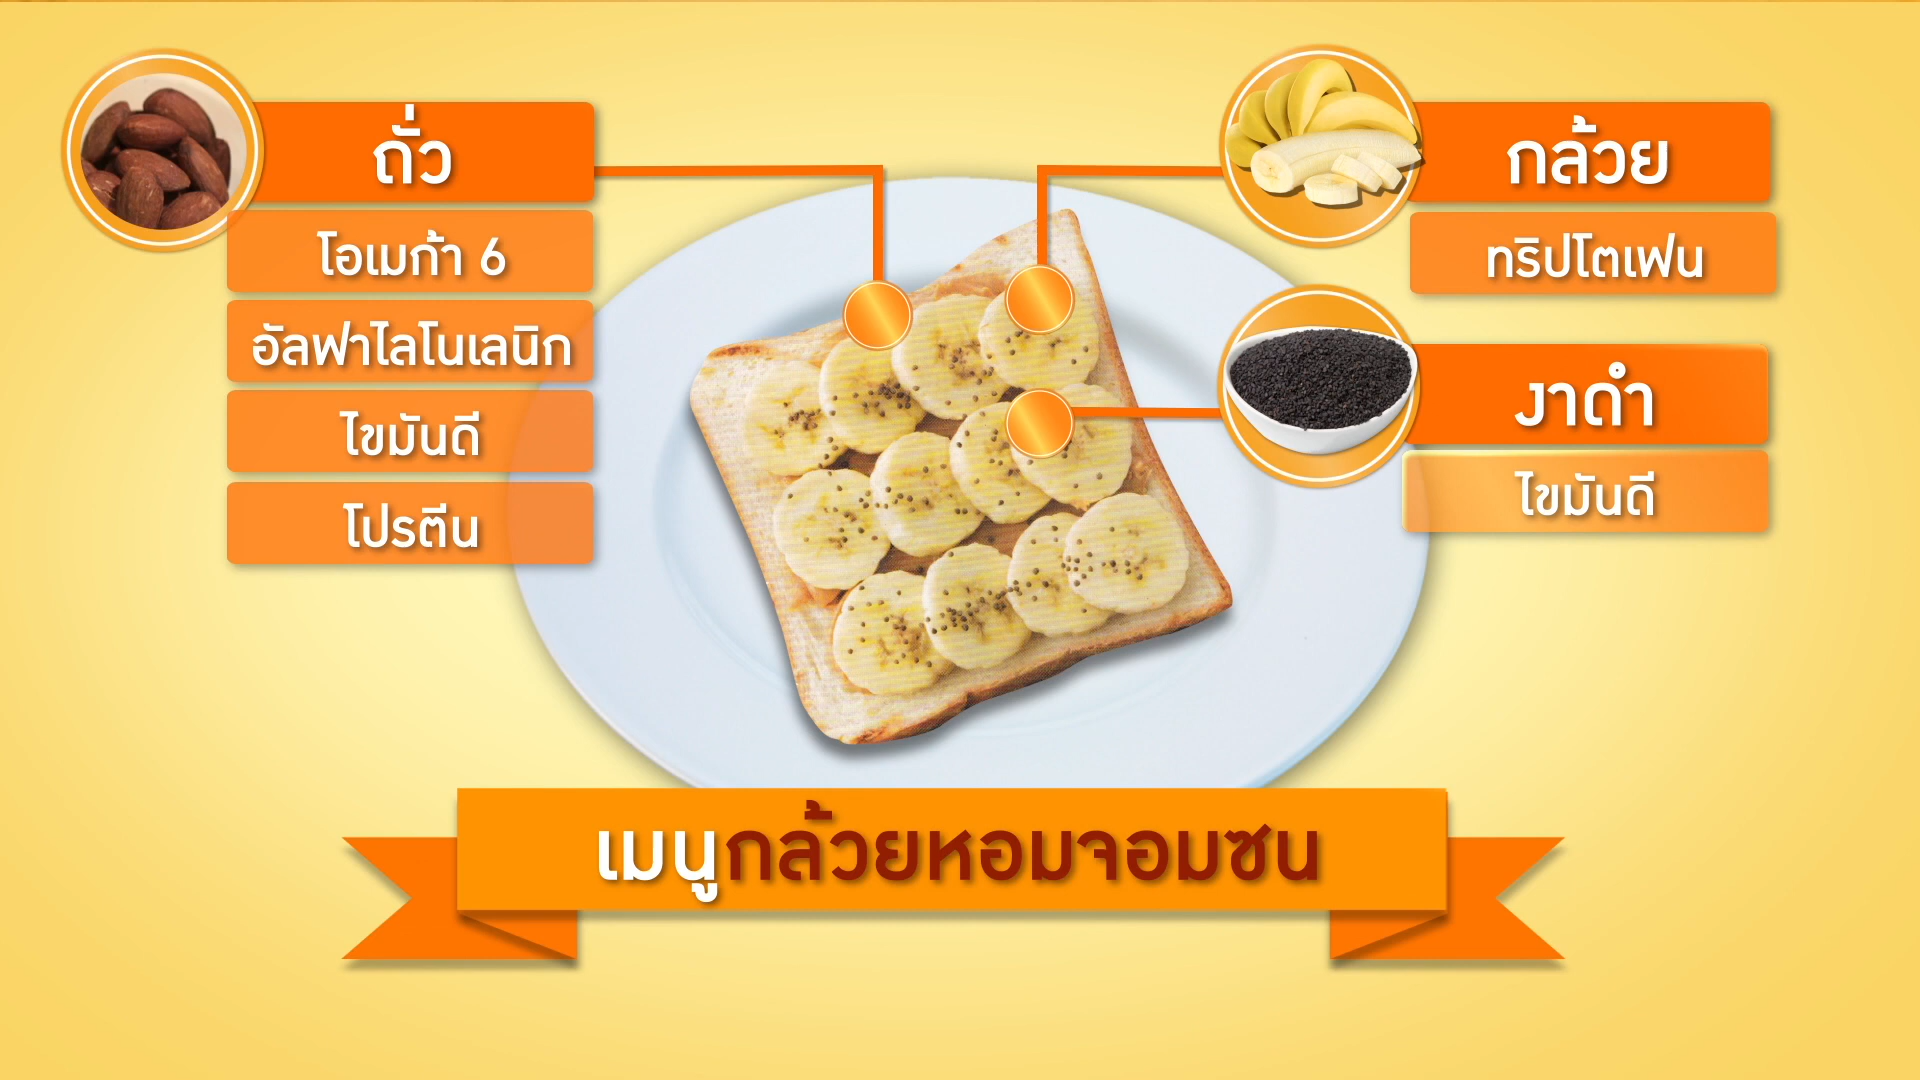 ถั่ว
โอเมก้า 6
อัลฟาไลโนเลนิก
ไขมันดี
โปรตีน
กล้วย
ทริปโตเฟน
งาดำ
ไขมันดี
เมนูกล้วยหอมจอมซน